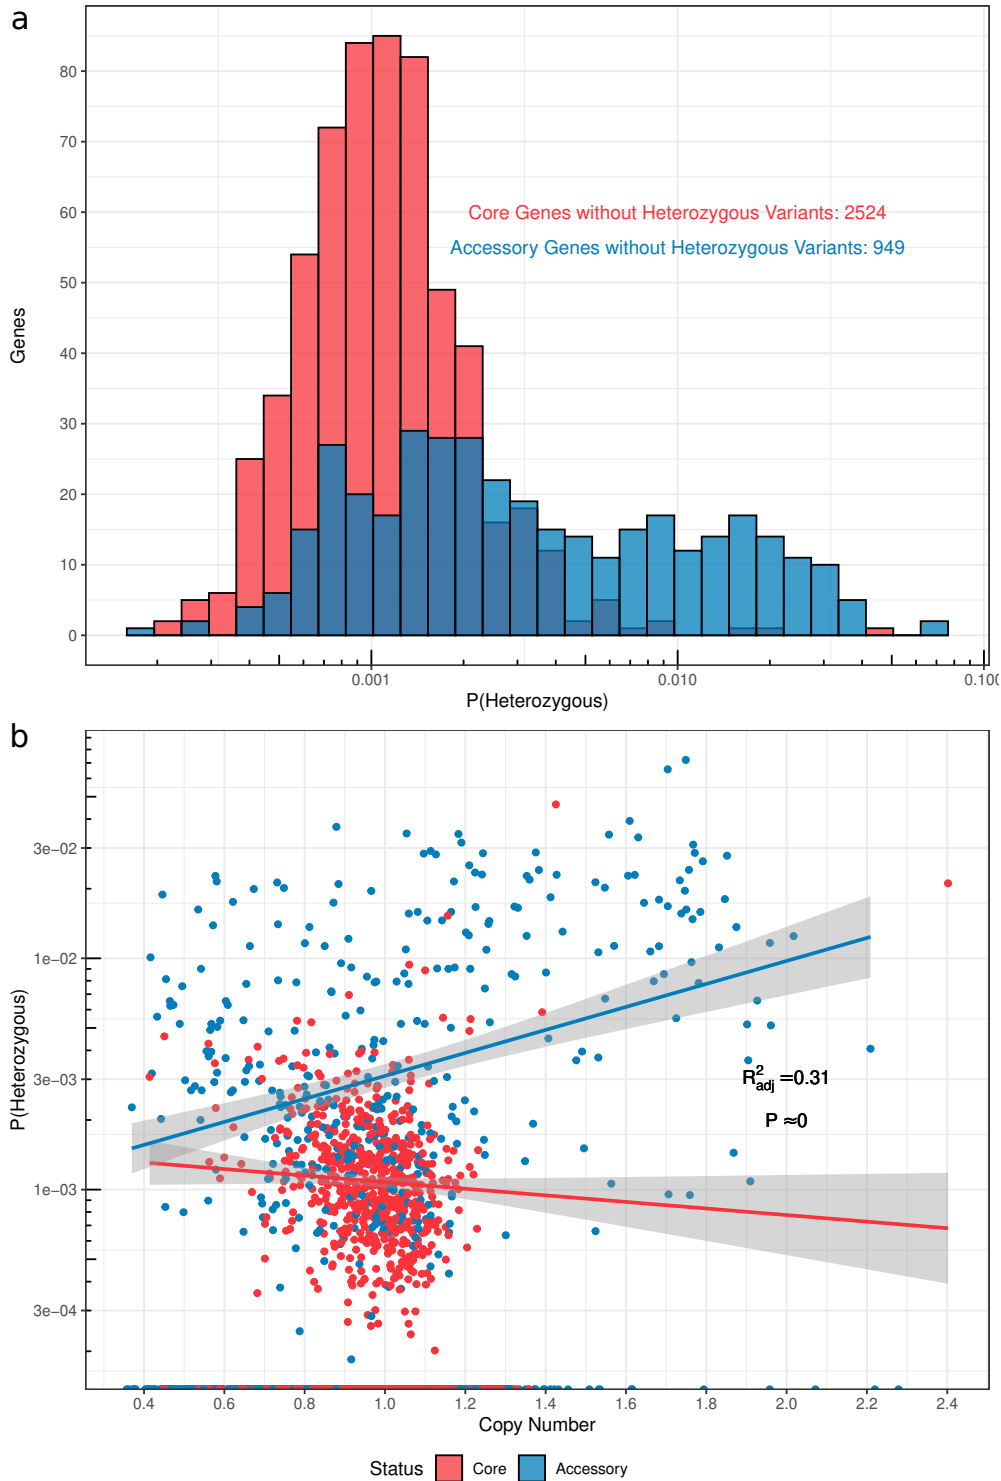 a
80
70
60
50
40
30
20
10
0
Genes
Core Genes without Heterozygous Variants: 2524
Accessory Genes without Heterozygous Variants: 949
0.001 0.010 0.100
P(Heterozygous)
b
3e−02
1e−02
3e−03
1e−03
3e−04
P(Heterozygous)
R²adj =0.31
P ≈0
0.4 0.6 0.8 1.0 1.2 1.4 1.6 1.8 2.0 2.2 2.4
Copy Number
Status Core Accessory